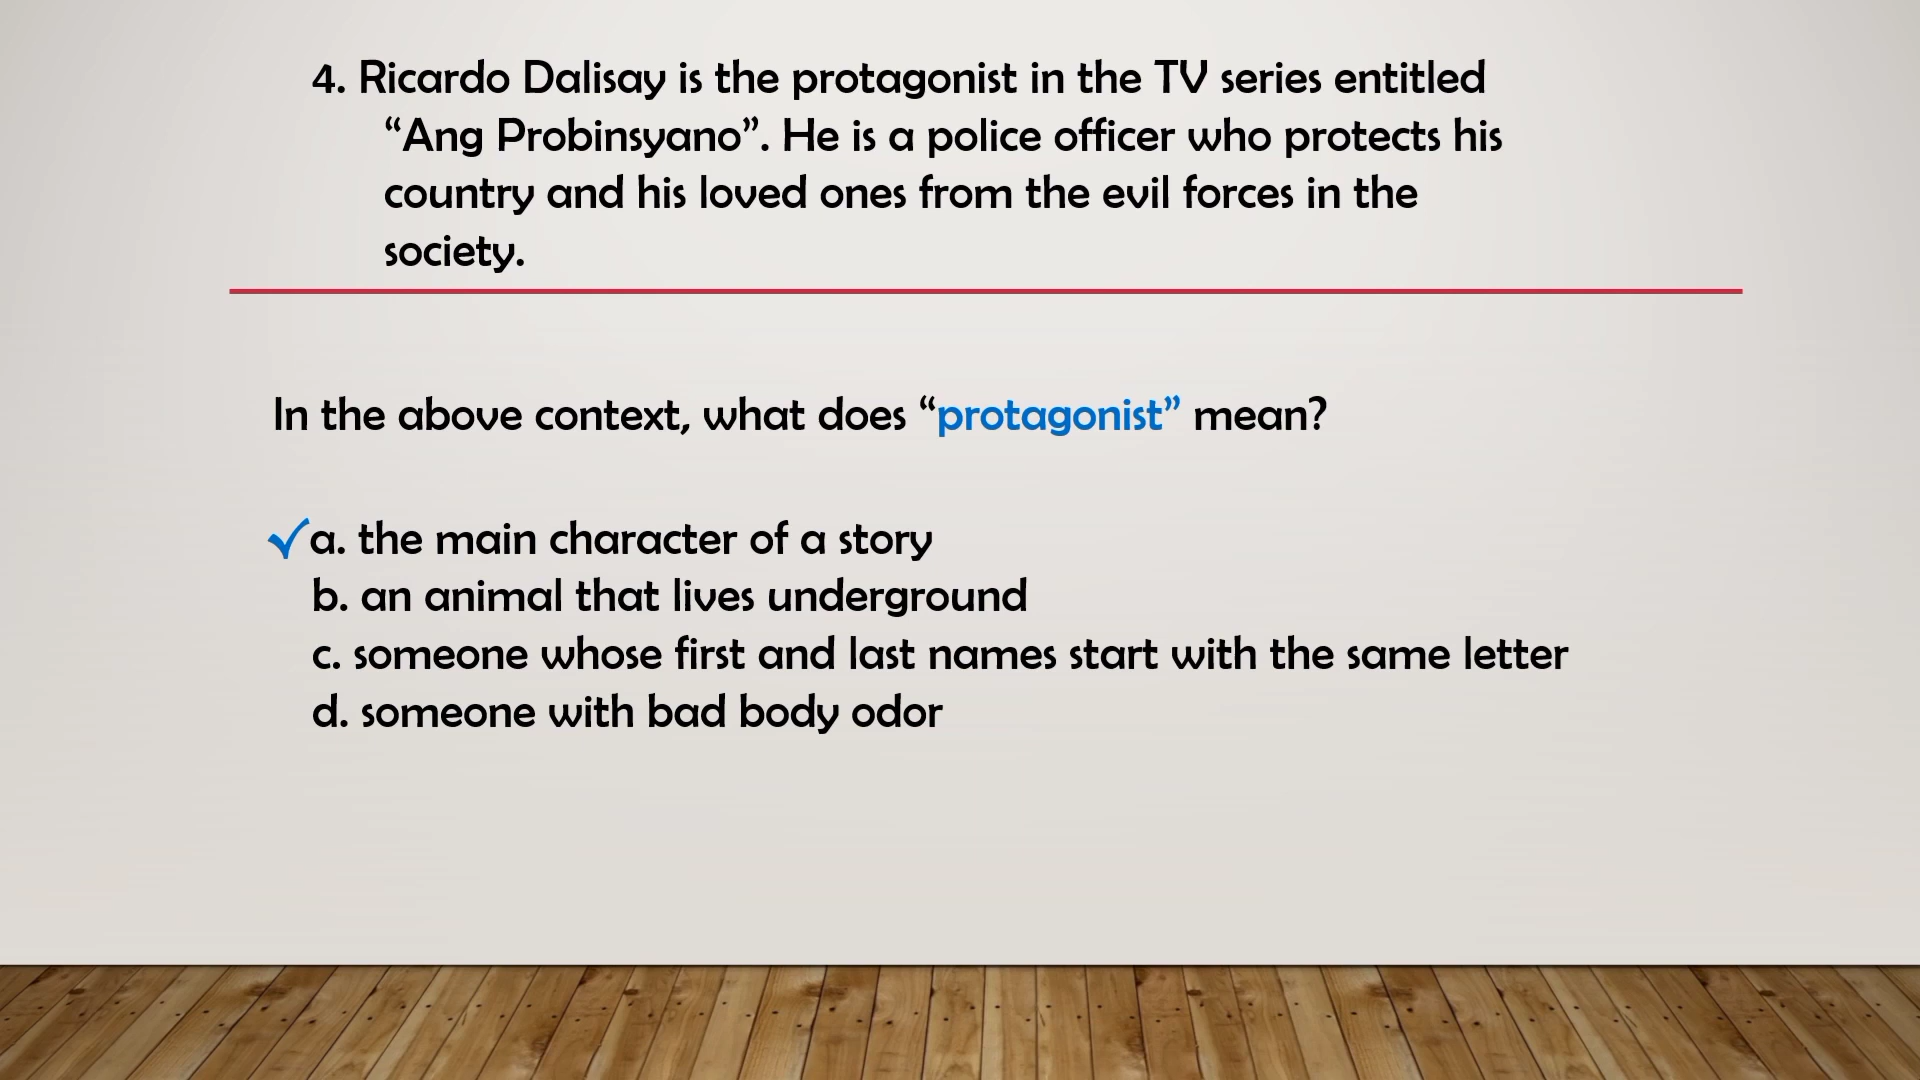 4. Ricardo Dalisay is the protagonist in the TV series entitled
“Ang Probinsyano”. He is a police officer who protects his
country and his loved ones from the evil forces in the
society.
In the above context, what does “protagonist” mean?
✓a. the main character of a story
b. an animal that lives underground
c. someone whose first and last names start with the same letter
d. someone with bad body odor